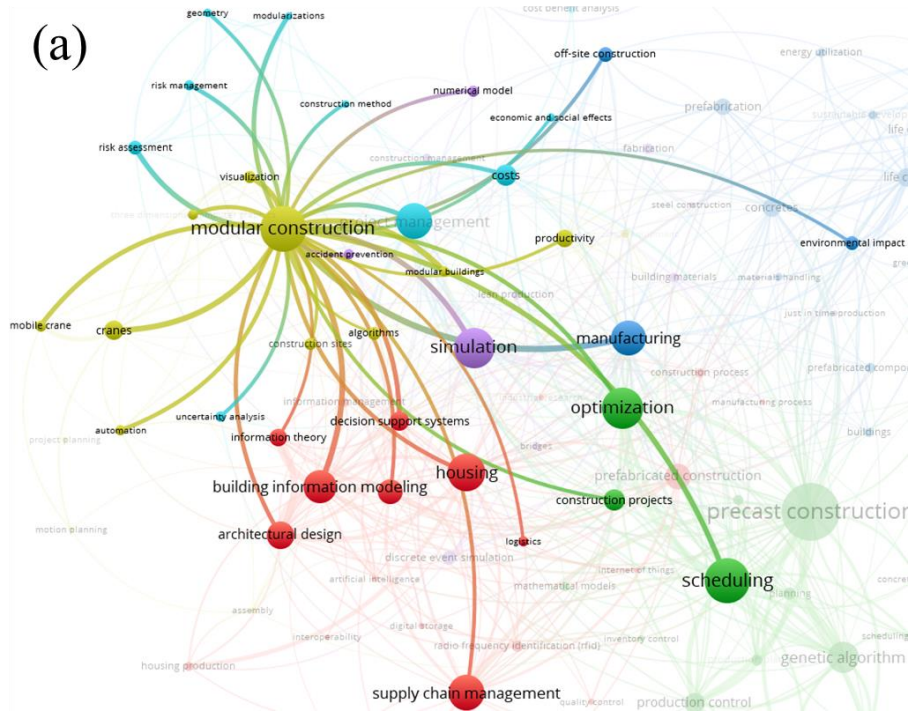 cost benefit analysis
geometry
modularizations
(a)
off-site construction
energy utilization
risk management
numerical model
construction method
prefabrication
economic and social effects
risk assessment
fabrication
construction management
visualization
costs
steel construction
concretes
modular construction
project management
productivity
environmental impact
accident prevention
modular buildings
building materials
materials handling
lean production
just in time production
mobile crane
cranes
algorithms
construction sites
simulation
manufacturing
construction process
prefabricated
information management
manufacturing process
optimization
uncertainty analysis
decision support systems
automation
information theory
project planning
bridges
buildings
housing
prefabricated construction
building information modeling
construction projects
precast construction
motion planning
architectural design
logistics
discrete event simulation
internet of things
artificial intelligence
mathematical models
scheduling
planning
assembly
digital storage
interoperability
inventory control
scheduling
radio frequency identification (rfid)
genetic algorithm
housing production
supply chain management
quality control
production control